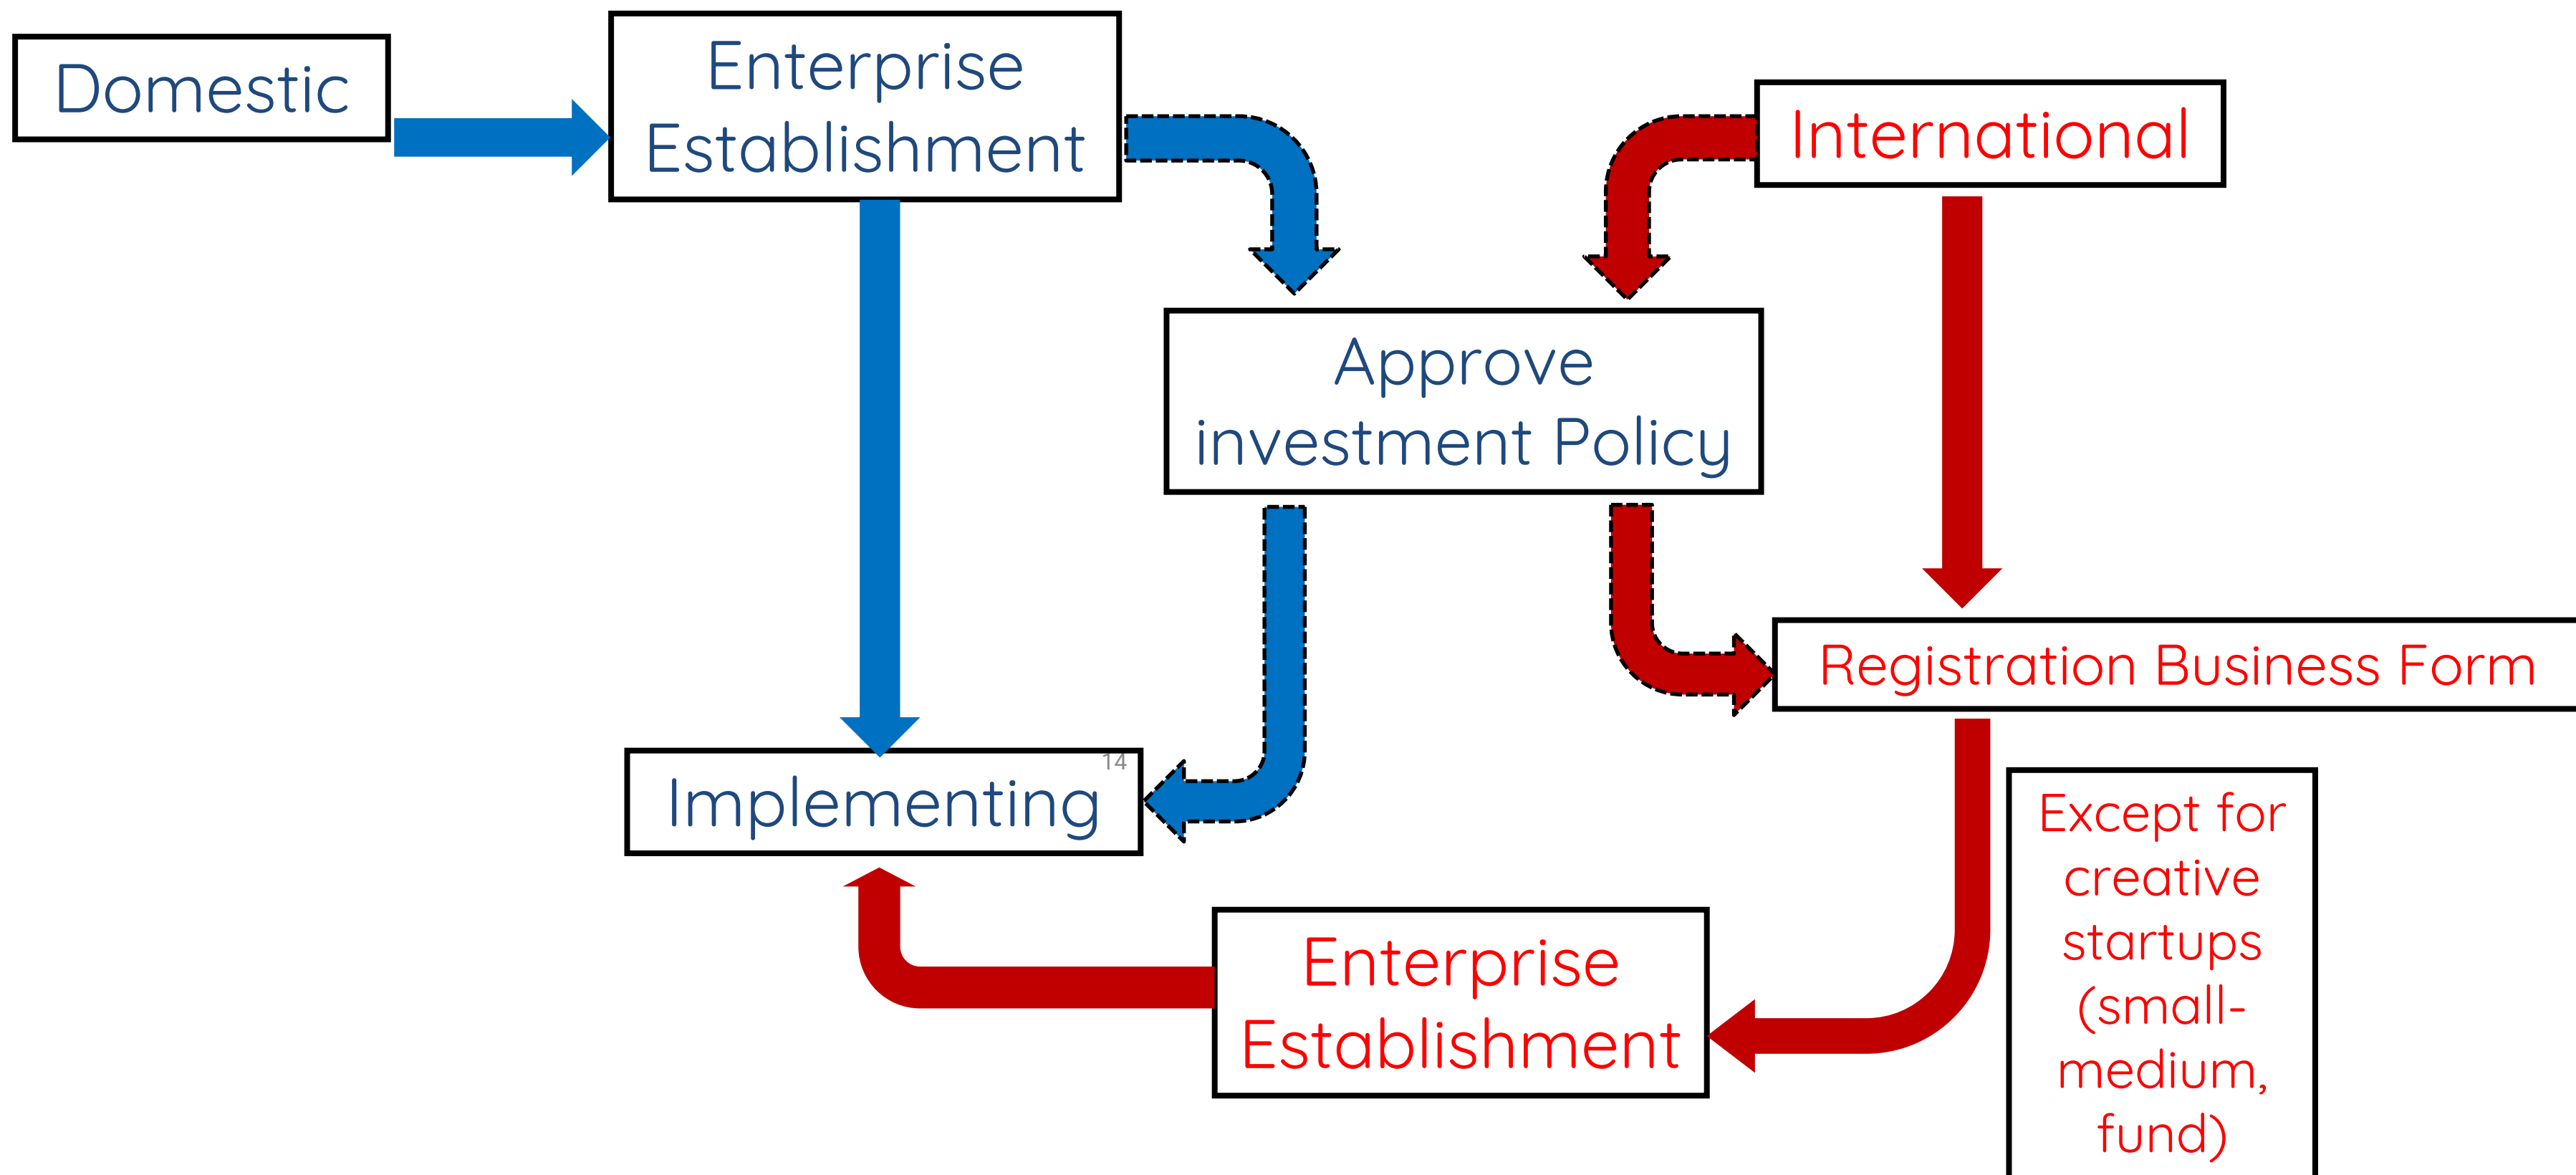 Domestic
Enterprise
Establishment
International
Approve
investment Policy
Registration Business Form
Implementing
14
Except for
creative
startups
(small-
medium,
fund)
Enterprise
Establishment